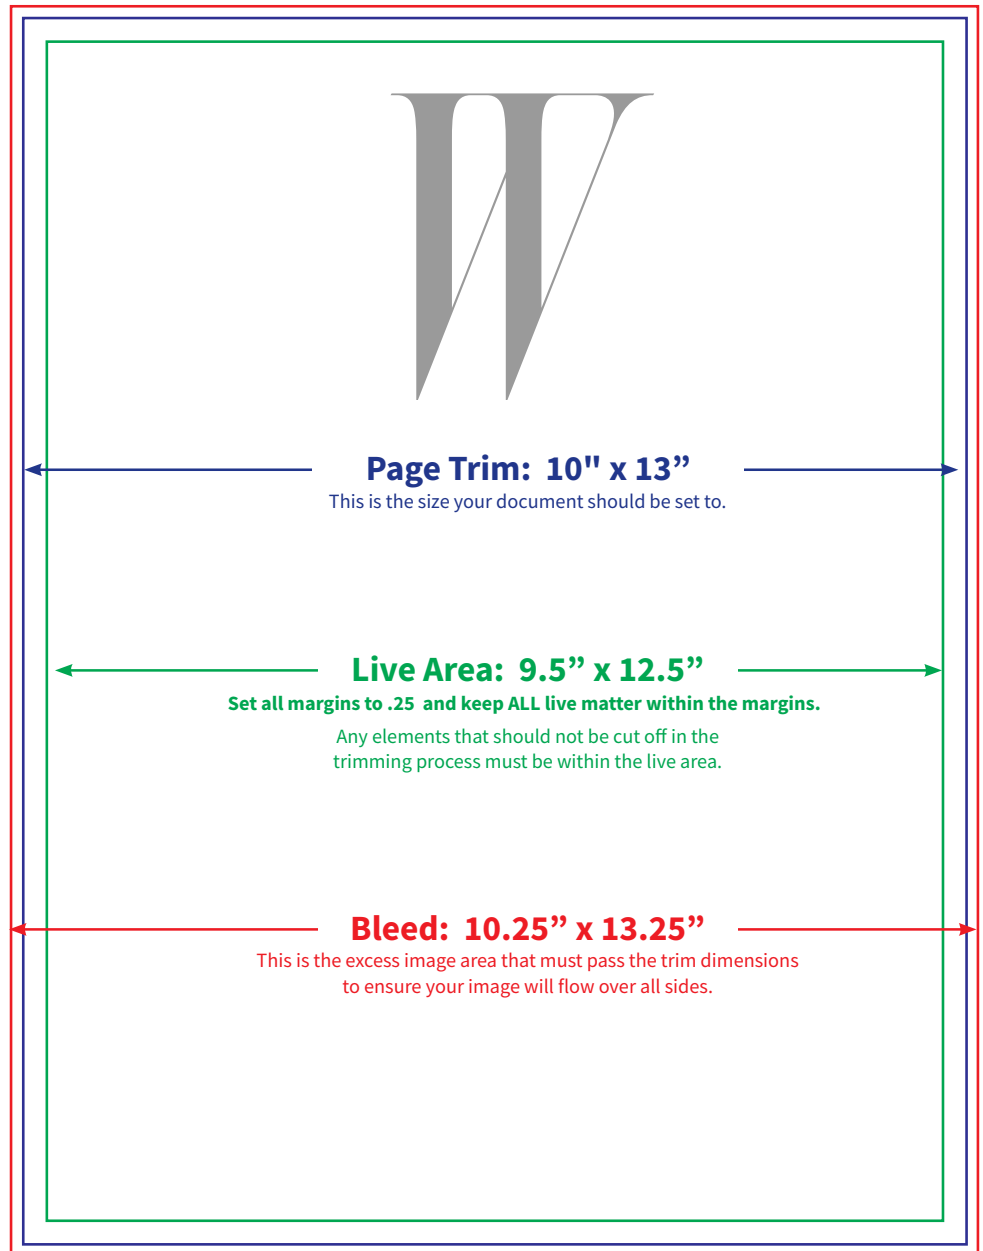 W
Page Trim:  10" x 13”
This is the size your document should be set to.
Live Area:  9.5” x 12.5”
Set all margins to .25  and keep ALL live matter within the margins.
Any elements that should not be cut off in the
trimming process must be within the live area.
Bleed:  10.25” x 13.25”
This is the excess image area that must pass the trim dimensions
to ensure your image will flow over all sides.